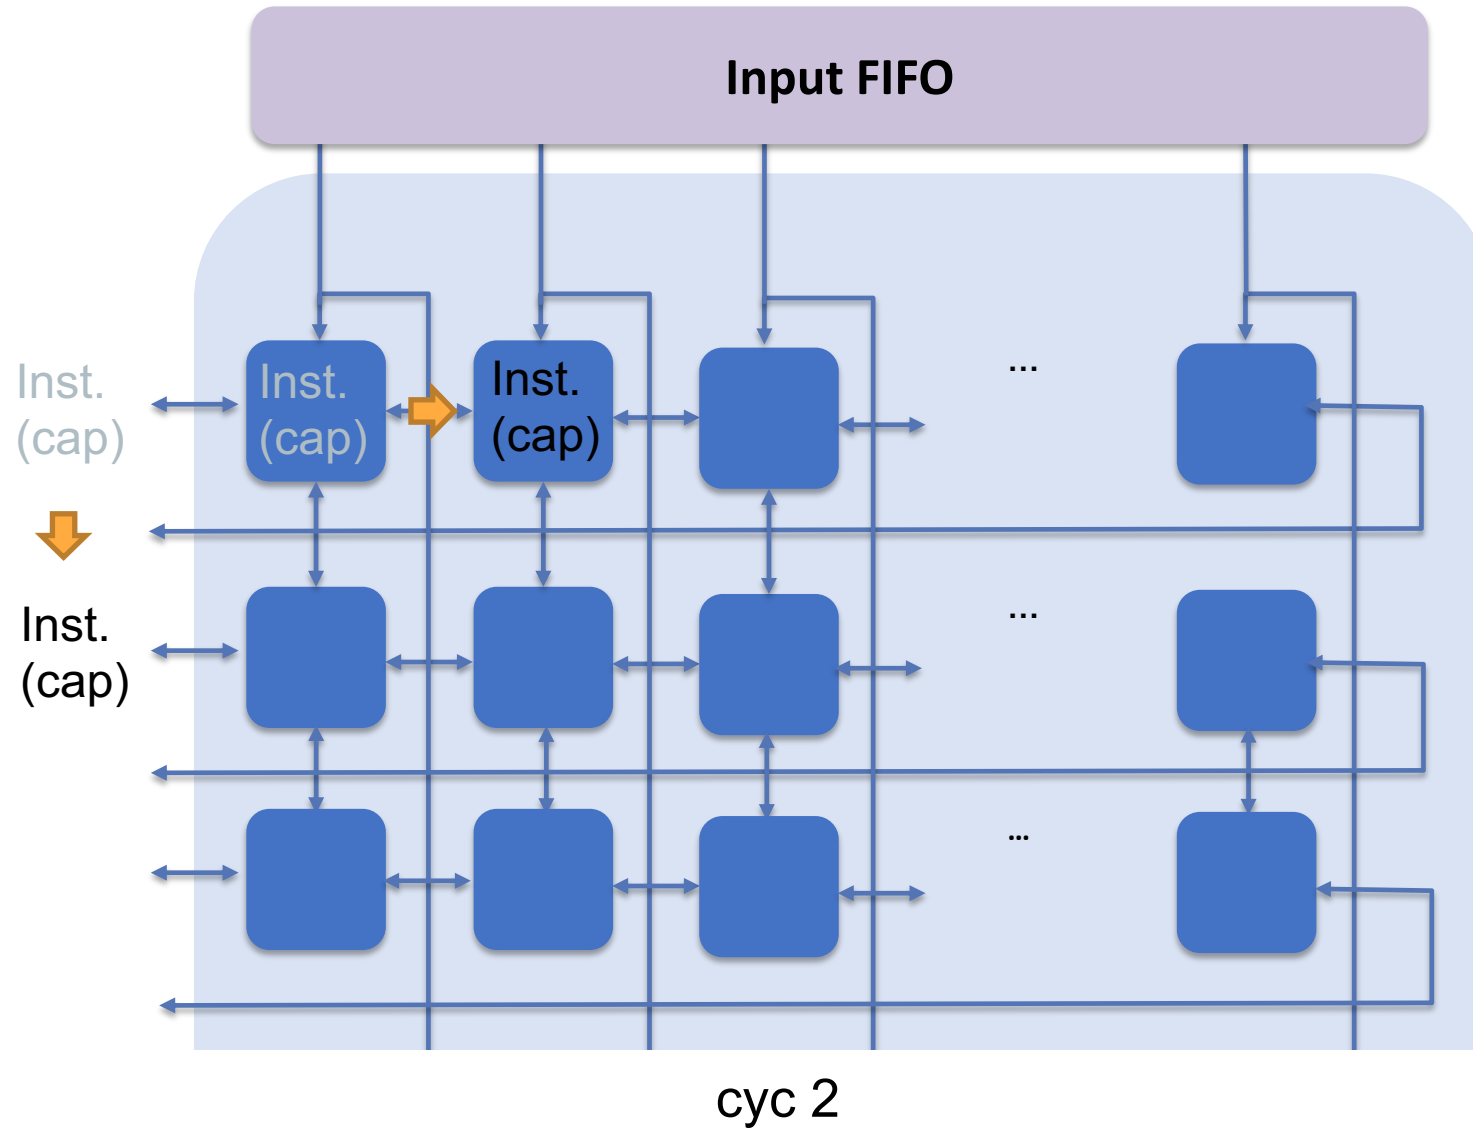 Input FIFO
Inst.
(cap)
Inst.
(cap)
Inst.
(cap)
...
Inst.
(cap)
...
...
cyc 2